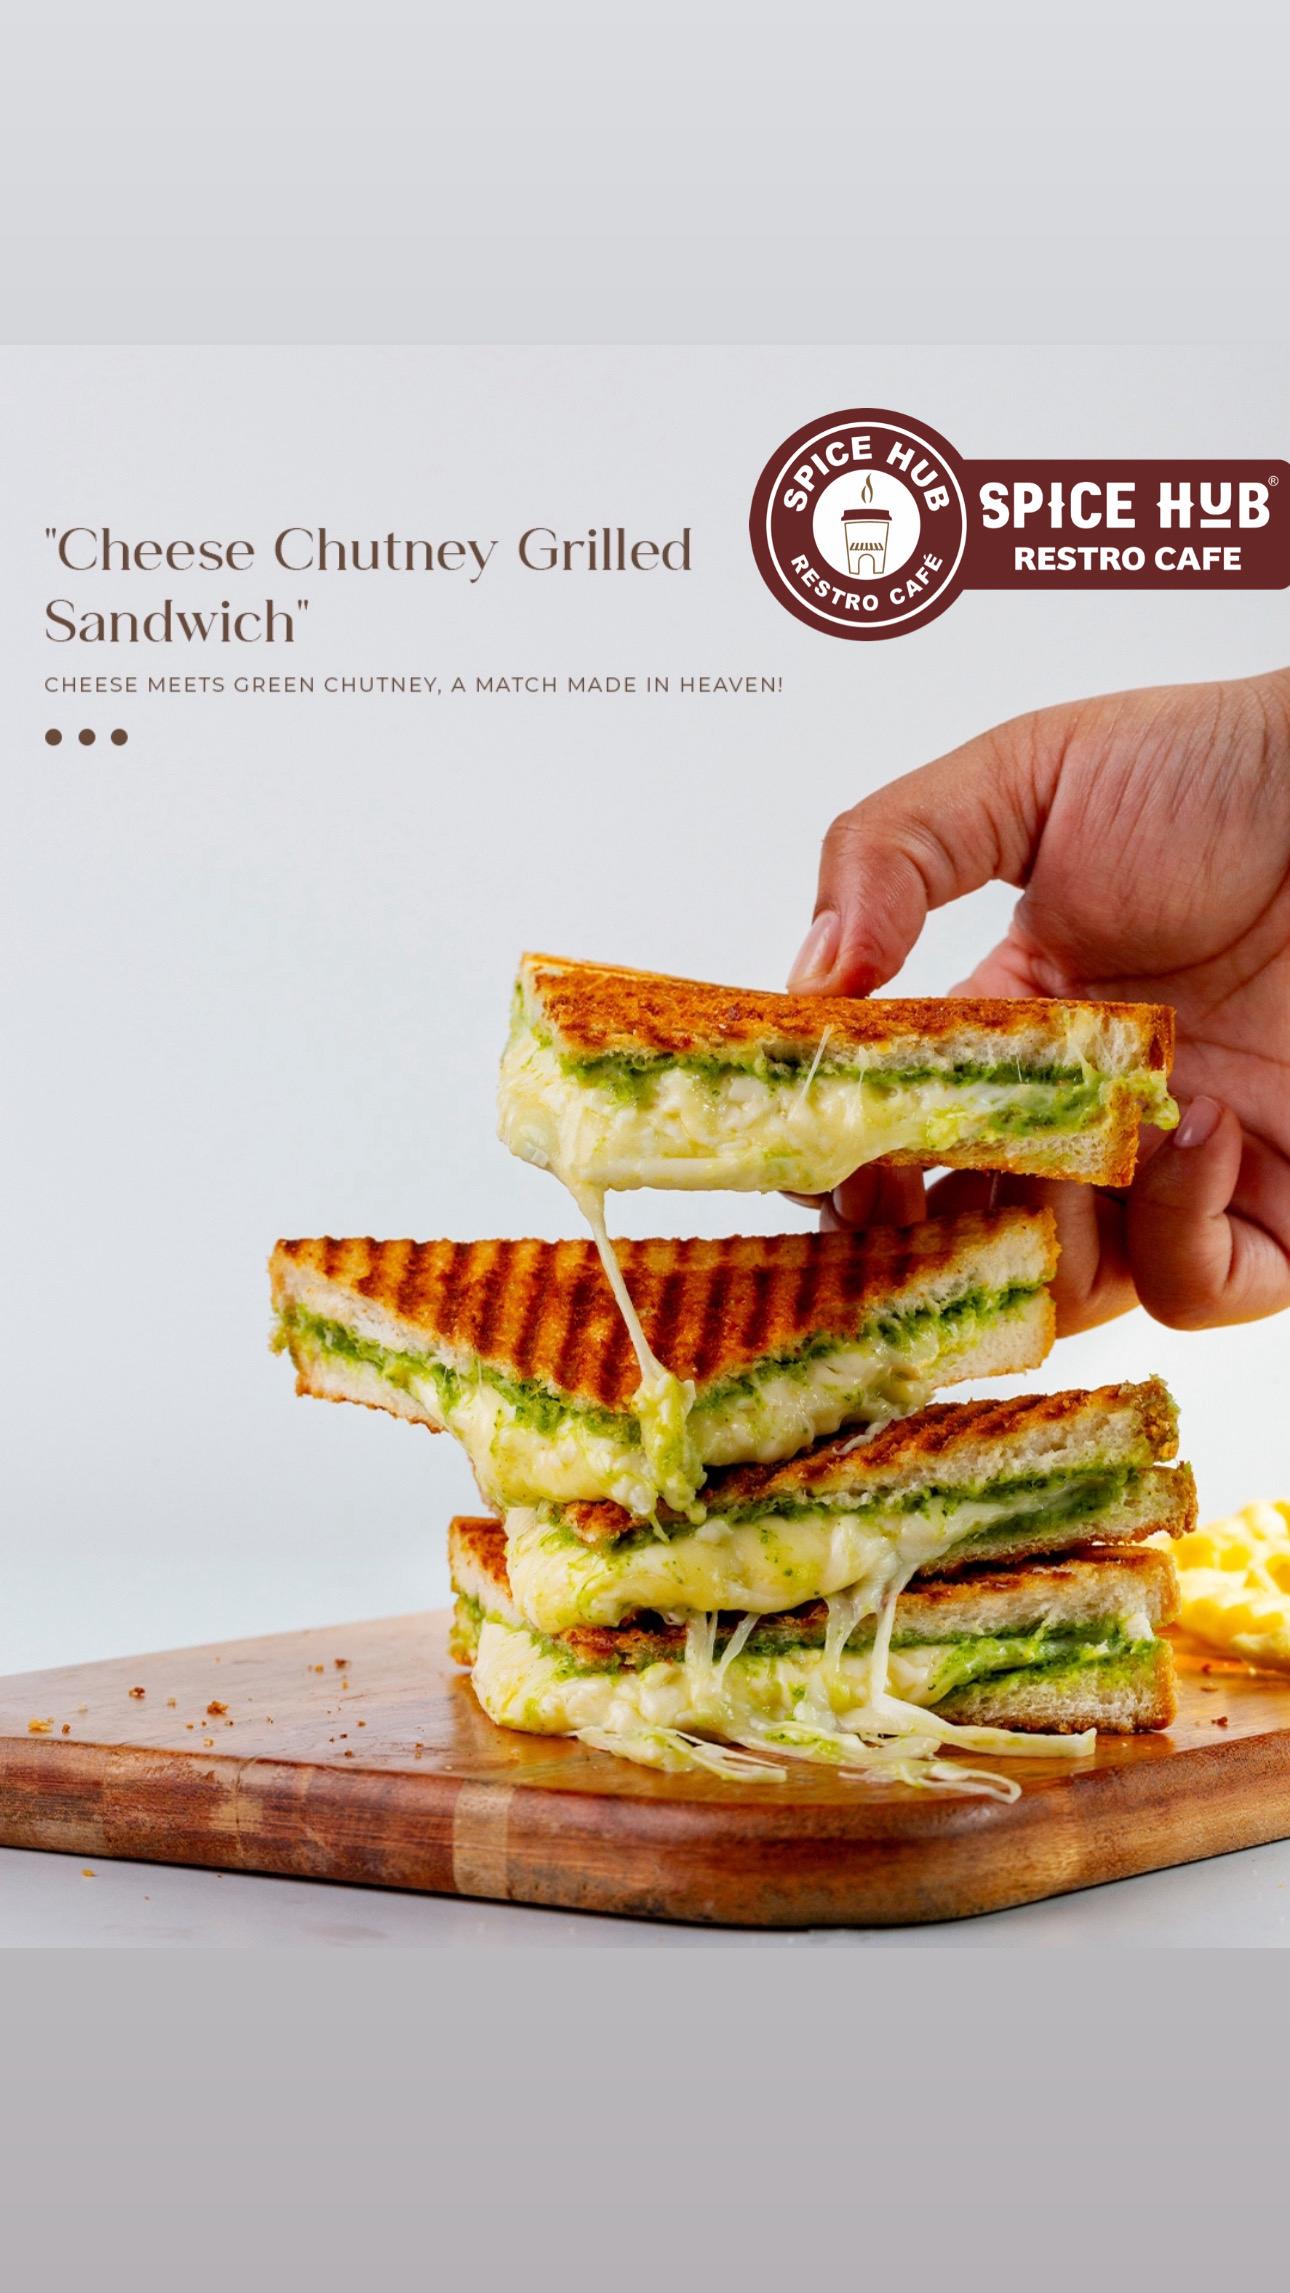 "Cheese Chutney Grilled
Sandwich"
CHEESE MEETS GREEN CHUTNEY, A MATCH MADE IN HEAVEN!
SPICE HUB
RESTRO CAFÉ
SPICE HUB®
RESTRO CAFE